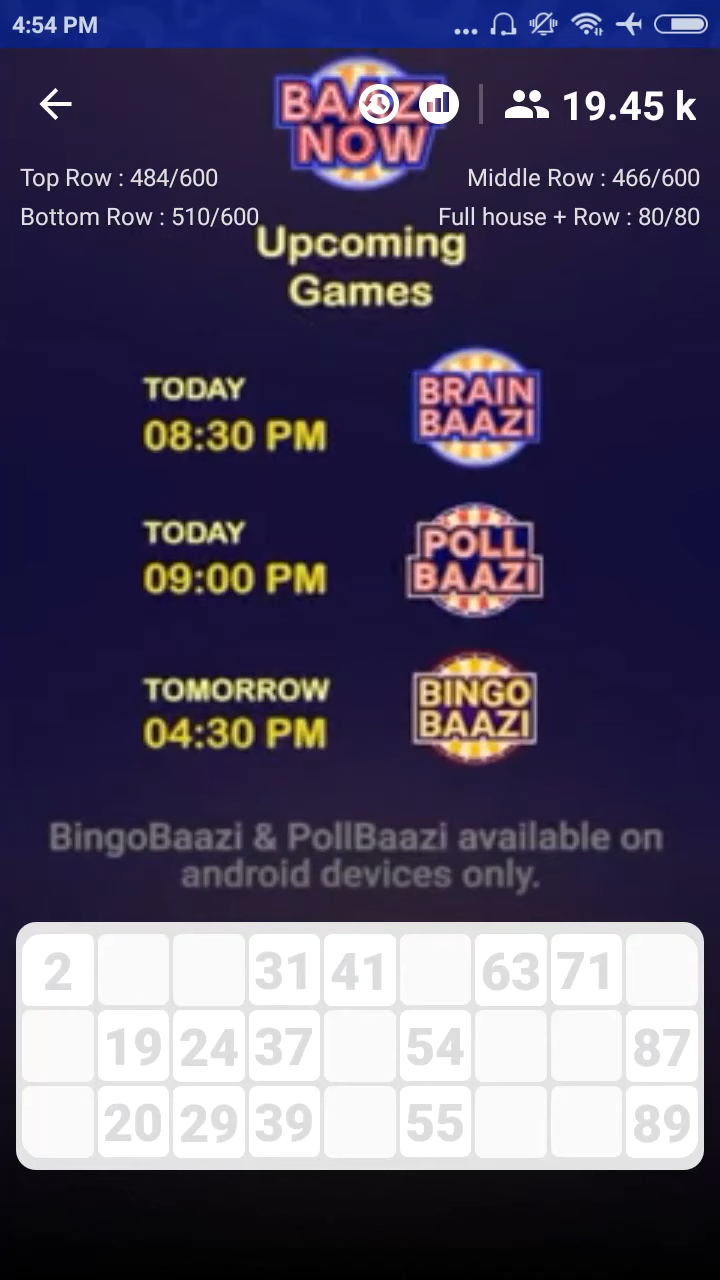 4:54 PM
BAAZI
NOW
19.45 k
Top Row : 484/600
Middle Row : 466/600
Bottom Row : 510/600
Full house + Row : 80/80
Upcoming
Games
TODAY
08:30 PM
BRAIN
BAAZI
TODAY
09:00 PM
POLL
BAAZI
TOMORROW
04:30 PM
BINGO
BAAZI
BingoBaazi & PollBaazi available on
android devices only.
2 31 41 63 71
19 24 37 54 87
20 29 39 55 89